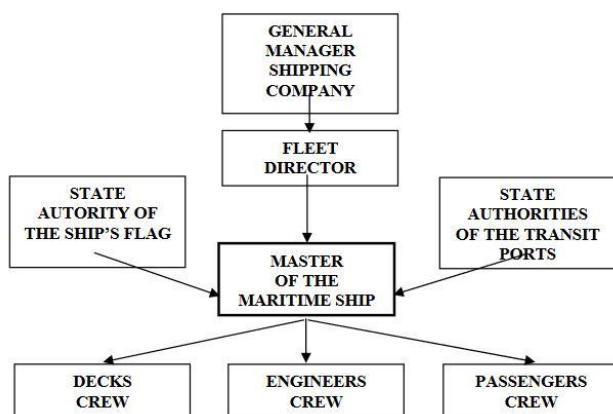 GENERAL
MANAGER
SHIPPING
COMPANY
FLEET
DIRECTOR
STATE
AUTORITY OF
THE SHIP'S FLAG
STATE
AUTHORITIES
OF THE TRANSIT
PORTS
MASTER
OF THE
MARITIME SHIP
DECKS
CREW
ENGINEERS
CREW
PASSENGERS
CREW